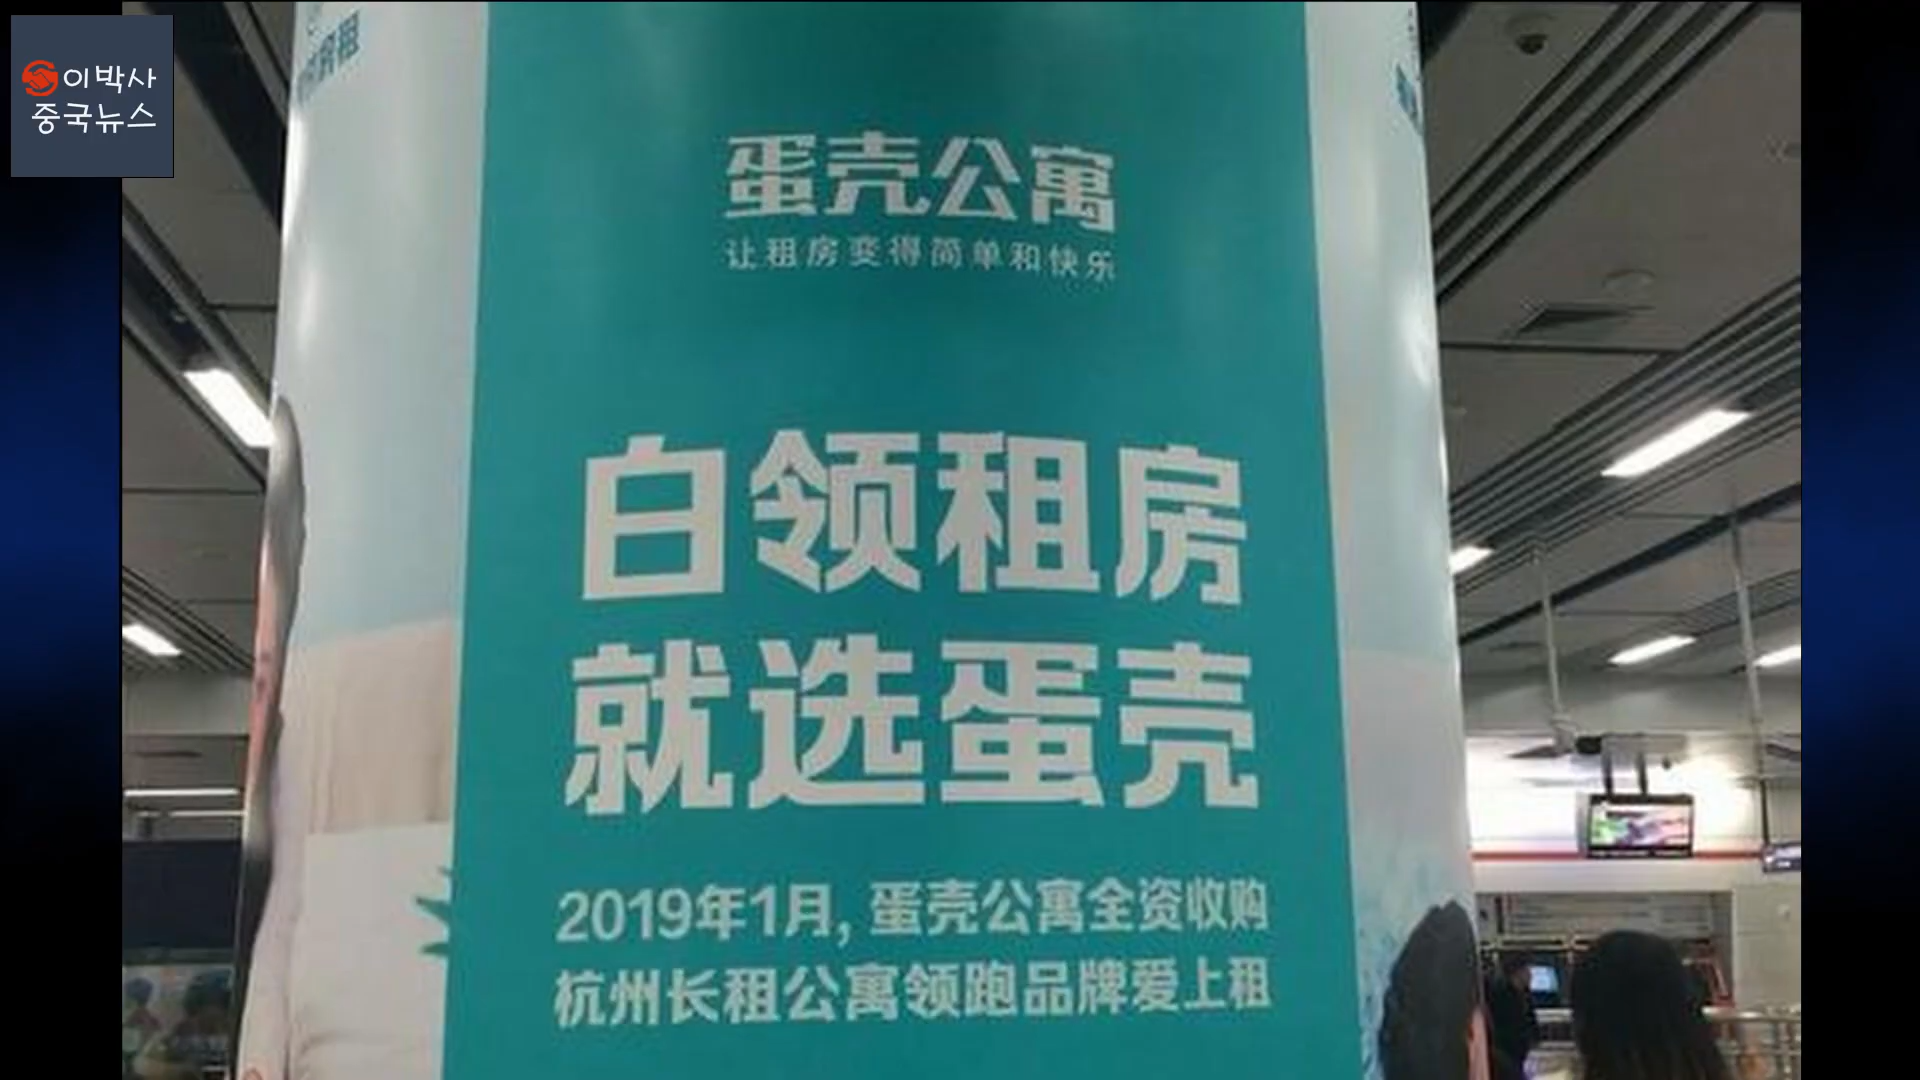 이박사
중국뉴스
蛋壳公寓
让租房变得简单和快乐
白领租房
就选蛋壳
2019年1月, 蛋壳公寓全资收购
杭州长租公寓领跑品牌爱上租